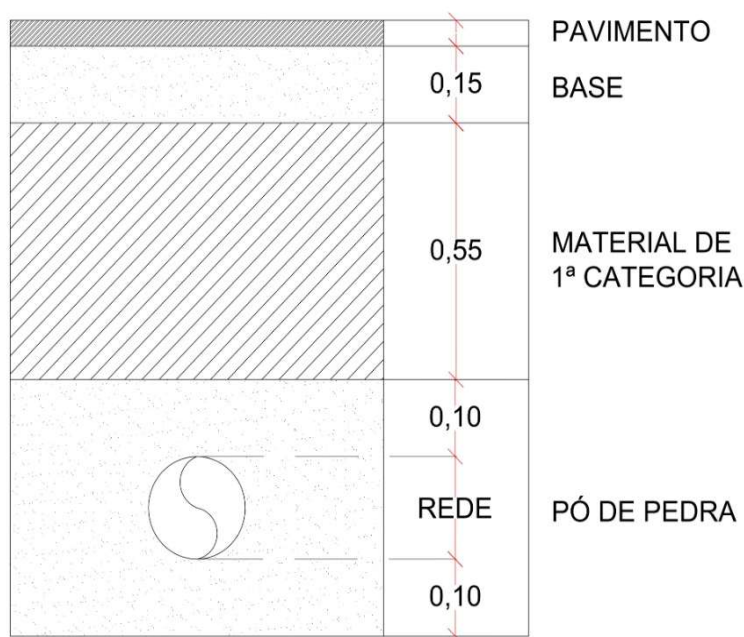 PAVIMENTO
0,15
BASE
0,55
MATERIAL DE
1ª CATEGORIA
0,10
REDE
PÓ DE PEDRA
0,10